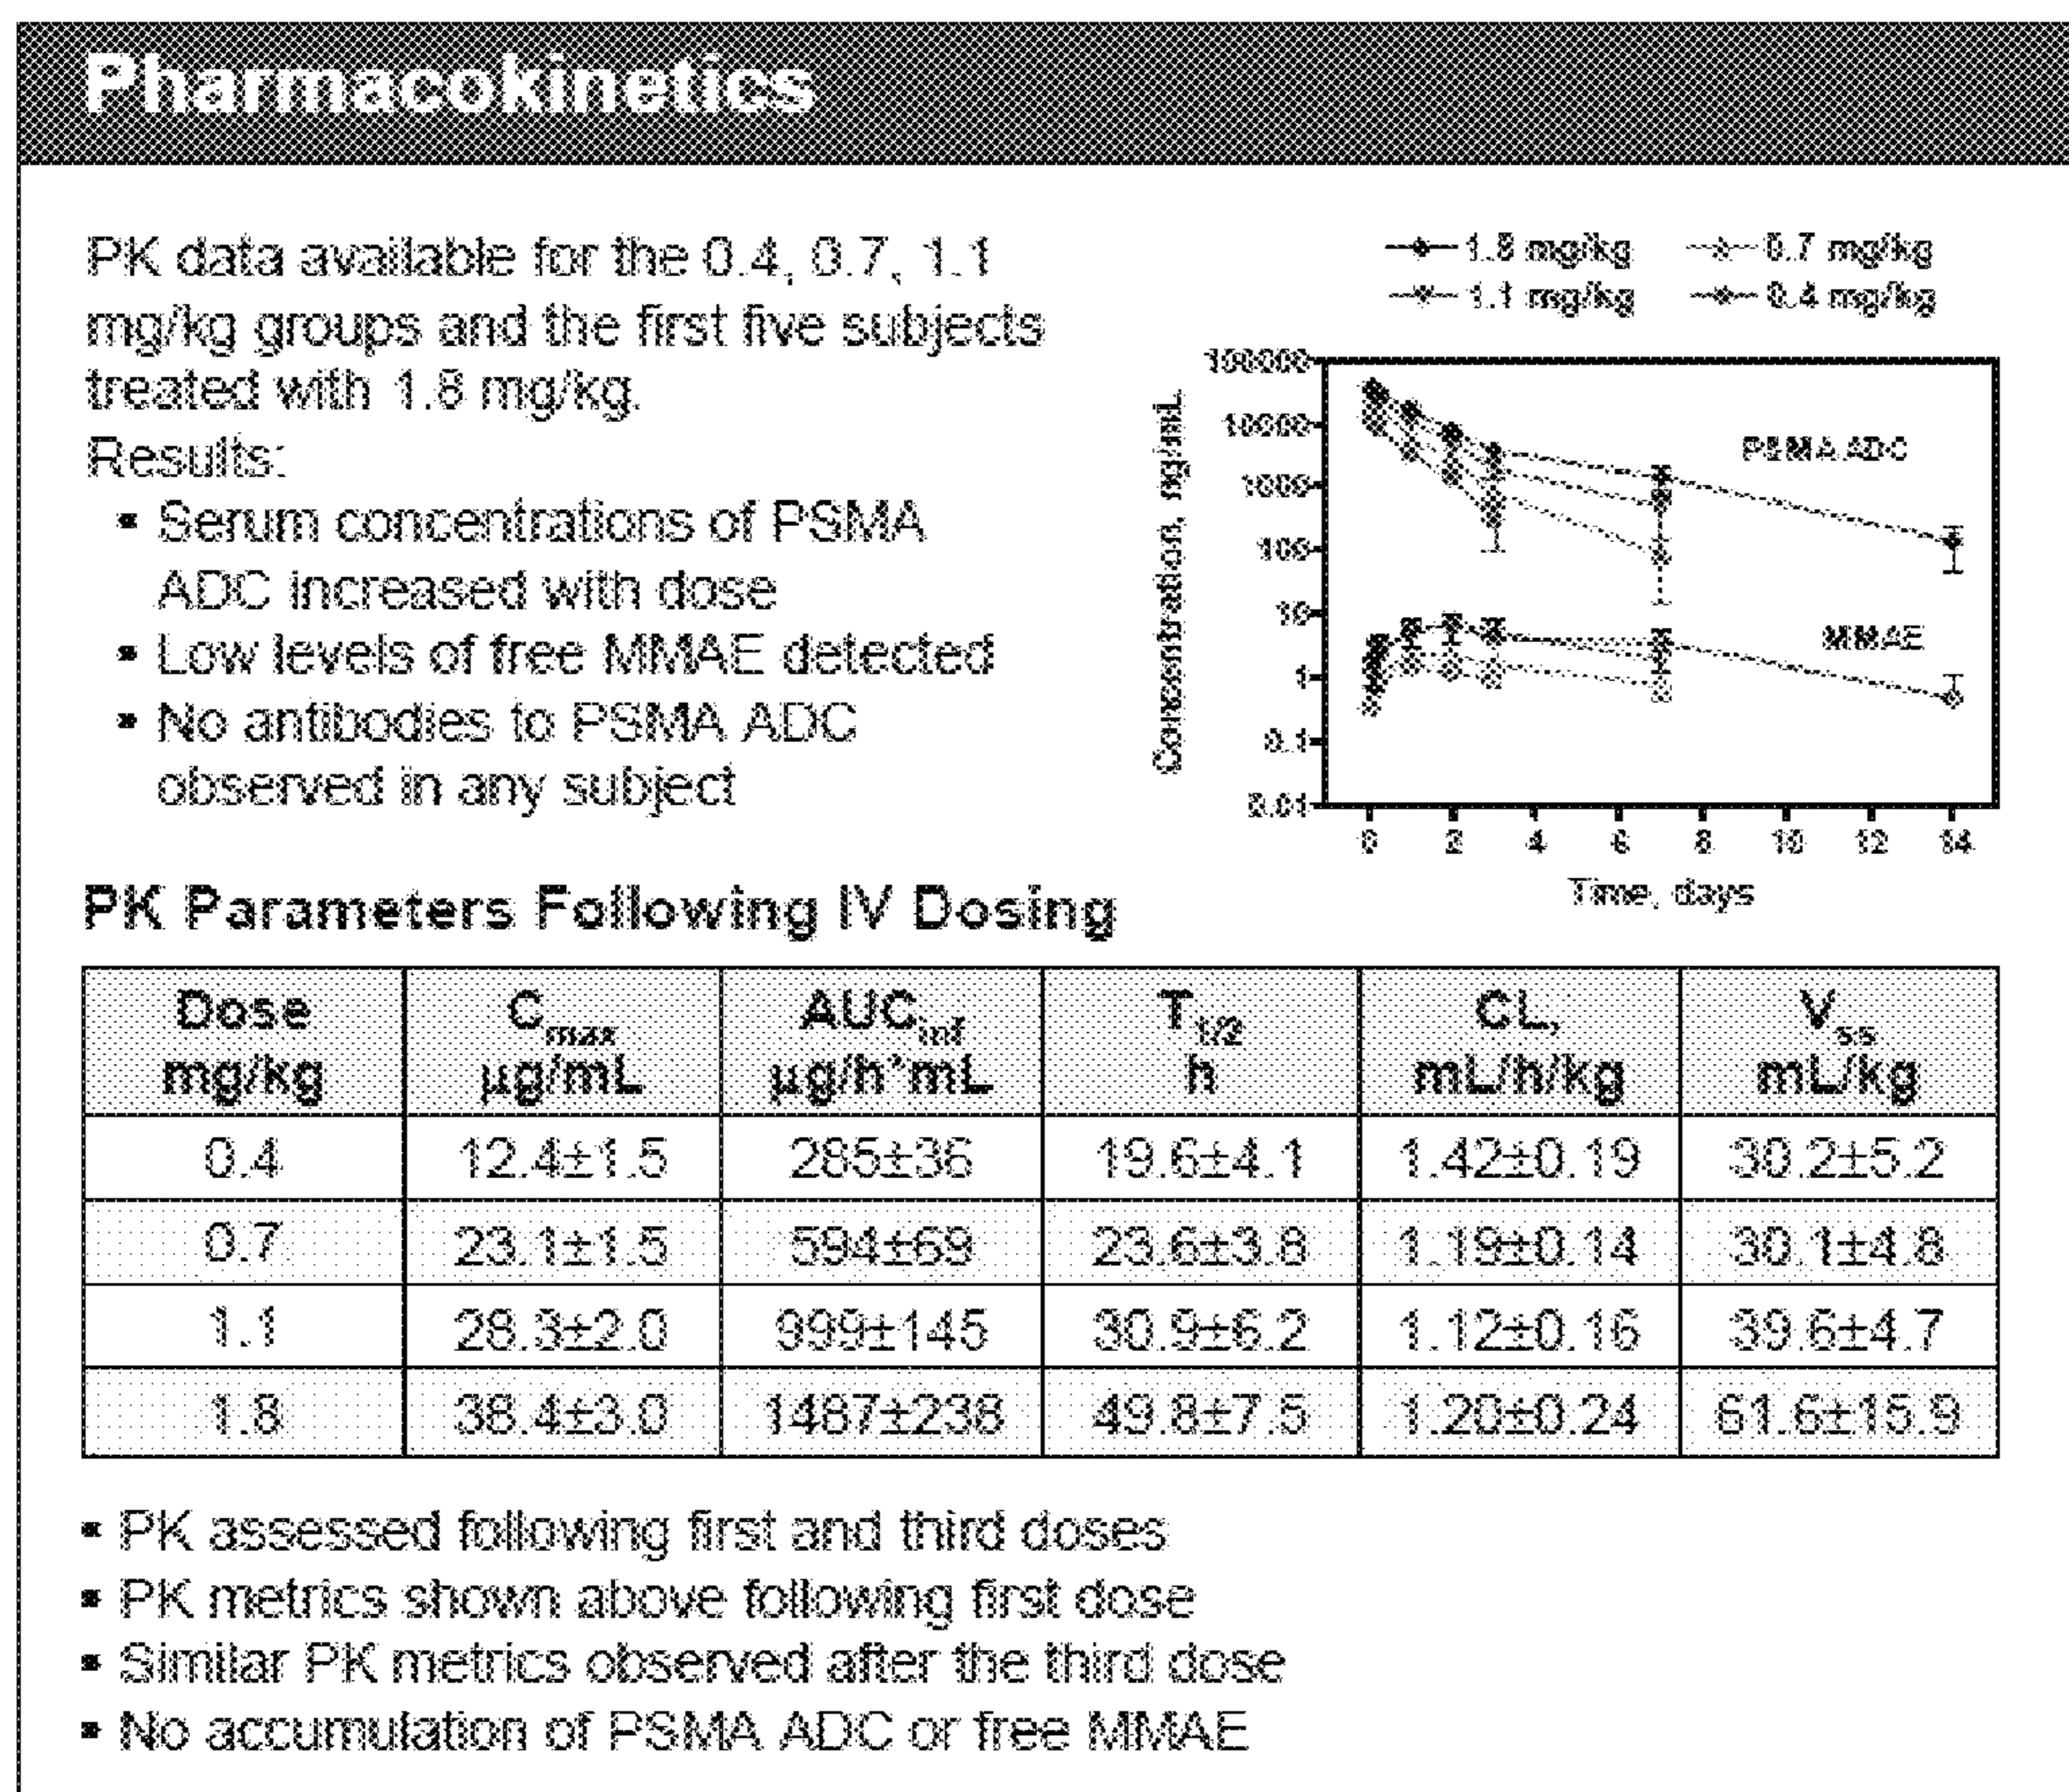 Pharmacokinetics
PK data available for the 0.4, 0.7, 1.1
mg/kg groups and the first five subjects
treated with 1.8 mg/kg.
Results:
▪ Serum concentrations of PSMA
ADC increased with dose
▪ Low levels of free MMAE detected
▪ No antibodies to PSMA ADC
observed in any subject
1.8 mg/kg 0.7 mg/kg
1.1 mg/kg 0.4 mg/kg
Concentration, ng/mL
100000
10000
1000
100
10
1
0.1
0.01
PSMA ADC
MMAE
0 2 4 6 8 10 12 14
Time, days
PK Parameters Following IV Dosing
Dose mg/kg Cmax µg/mL AUCinf µg/h*mL T1/2 h CL, mL/h/kg Vss mL/kg
0.4 12.4±1.5 285±36 19.6±4.1 1.42±0.19 30.2±5.2
0.7 23.1±1.5 594±69 23.6±3.8 1.19±0.14 30.1±4.8
1.1 28.3±2.0 999±145 30.9±6.2 1.12±0.16 39.6±4.7
1.8 38.4±3.0 1487±238 49.8±7.5 1.20±0.24 61.6±15.9
▪ PK assessed following first and third doses
▪ PK metrics shown above following first dose
▪ Similar PK metrics observed after the third dose
▪ No accumulation of PSMA ADC or free MMAE